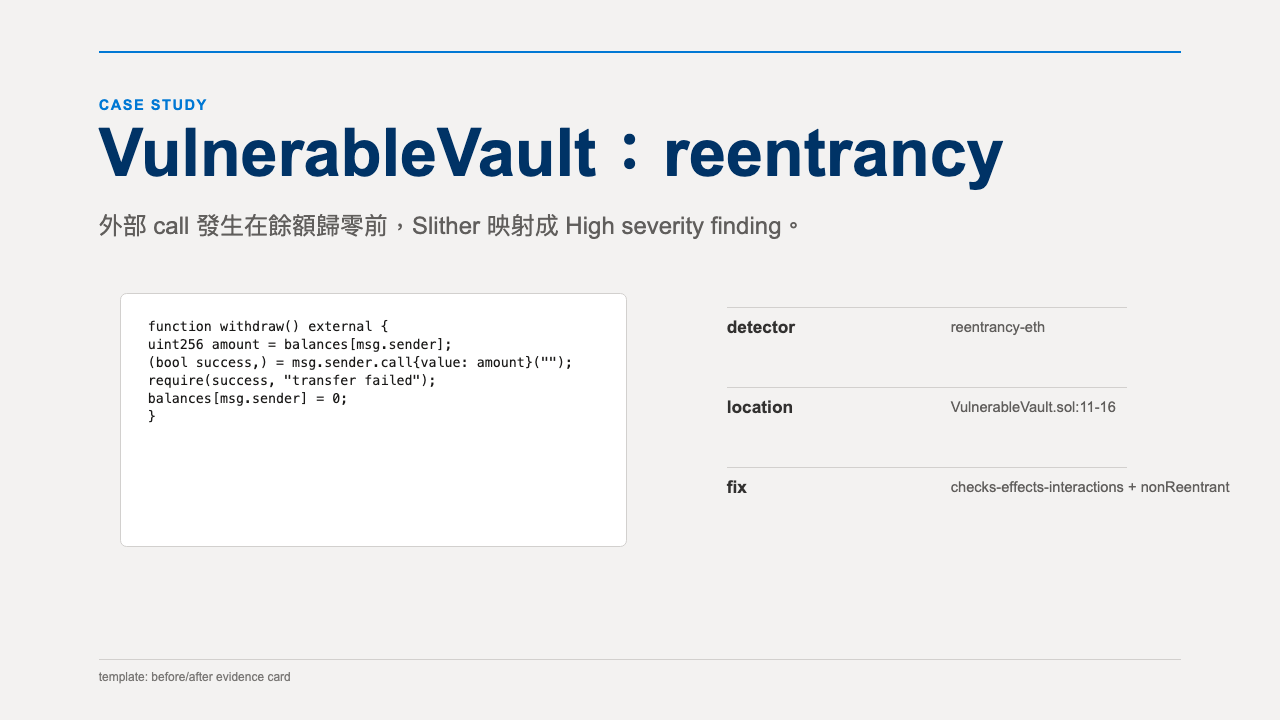 CASE STUDY
VulnerableVault：reentrancy
外部 call 發生在餘額歸零前，Slither 映射成 High severity finding。
function withdraw() external {
uint256 amount = balances[msg.sender];
(bool success,) = msg.sender.call{value: amount}("");
require(success, "transfer failed");
balances[msg.sender] = 0;
}
detector reentrancy-eth
location VulnerableVault.sol:11-16
fix checks-effects-interactions + nonReentrant
template: before/after evidence card